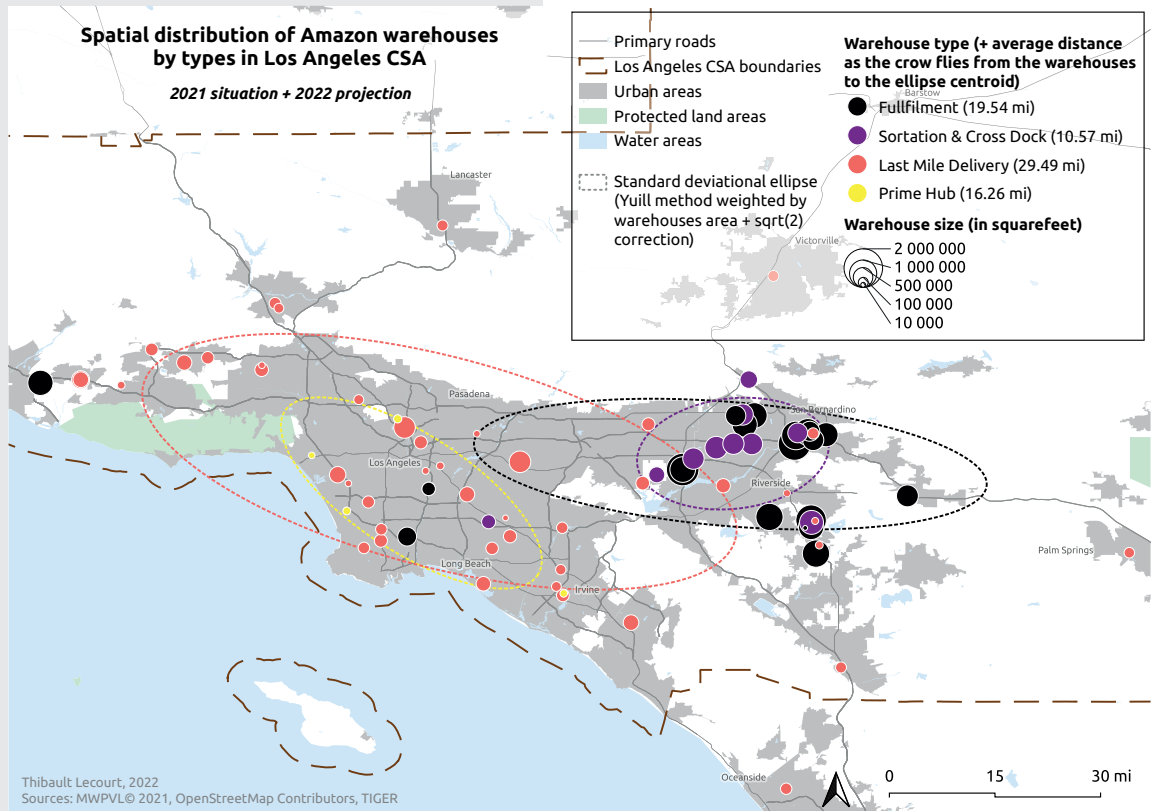 Spatial distribution of Amazon warehouses
by types in Los Angeles CSA
2021 situation + 2022 projection
Primary roads
Los Angeles CSA boundaries
Urban areas
Protected land areas
Water areas
Standard deviational ellipse
(Yuill method weighted by
warehouses area + sqrt(2)
correction)
Warehouse type (+ average distance
as the crow flies from the warehouses
to the ellipse centroid)
Fullfilment (19.54 mi)
Sortation & Cross Dock (10.57 mi)
Last Mile Delivery (29.49 mi)
Prime Hub (16.26 mi)
Warehouse size (in squarefeet)
2 000 000
1 000 000
500 000
100 000
10 000
Barstow
Victorville
Lancaster
Pasadena
San Bernardino
Los Angeles
Riverside
Palm Springs
Long Beach
Irvine
Oceanside
0 15 30 mi
Thibault Lecourt, 2022
Sources: MWPVL© 2021, OpenStreetMap Contributors, TIGER